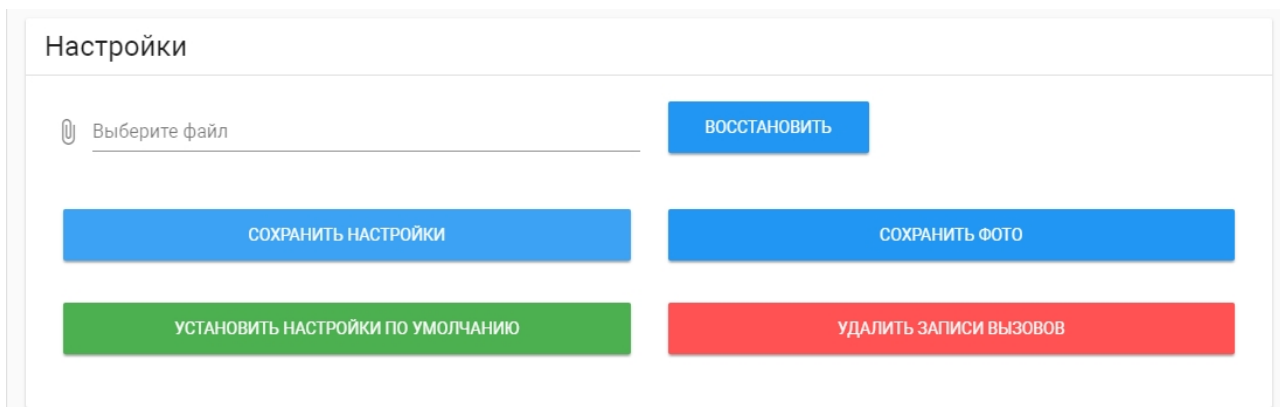 Настройки
Выберите файл
ВОССТАНОВИТЬ
СОХРАНИТЬ НАСТРОЙКИ
СОХРАНИТЬ ФОТО
УСТАНОВИТЬ НАСТРОЙКИ ПО УМОЛЧАНИЮ
УДАЛИТЬ ЗАПИСИ ВЫЗОВОВ